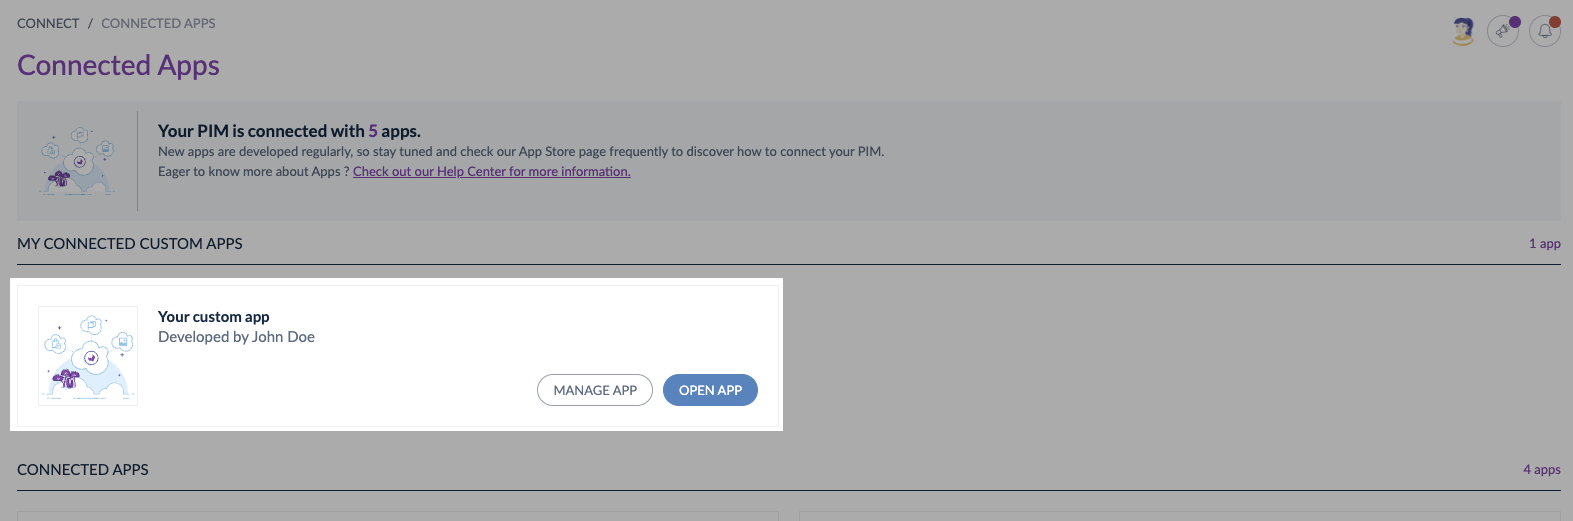 CONNECT / CONNECTED APPS
Connected Apps
Your PIM is connected with 5 apps.
New apps are developed regularly, so stay tuned and check our App Store page frequently to discover how to connect your PIM.
Eager to know more about Apps ? Check out our Help Center for more information.
MY CONNECTED CUSTOM APPS
1 app
Your custom app
Developed by John Doe
MANAGE APP
OPEN APP
CONNECTED APPS
4 apps